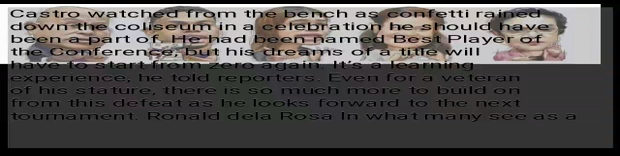 Castro watched from the bench as confetti rained
down the coliseum in a celebration he should have
been a part of. He had been named Best Player of
the Conference, but his dreams of a title will
have to start from zero again. It's a learning
experience, he told reporters. Even for a veteran
of his stature, there is so much more to build on
from this defeat as he looks forward to the next
tournament. Ronald dela Rosa In what many see as a